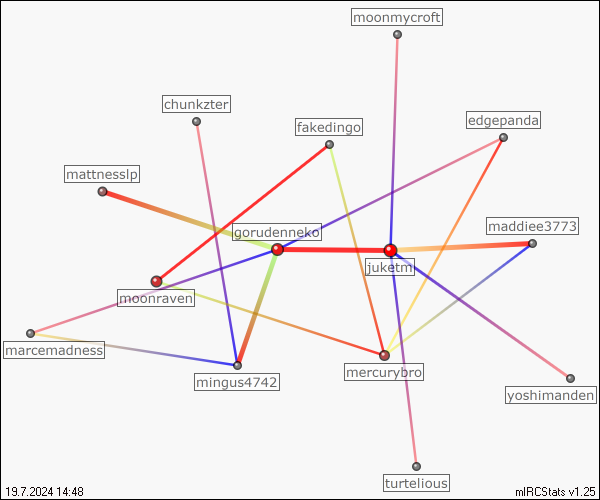 moonmycroft
chunkzter
fakedingo
edgepanda
mattnesslp
gorudenneko
maddiee3773
juketm
moonraven
marcemadness
mingus4742
mercurybro
yoshimanden
turtelious
19.7.2024 14:48
mIRCStats v1.25